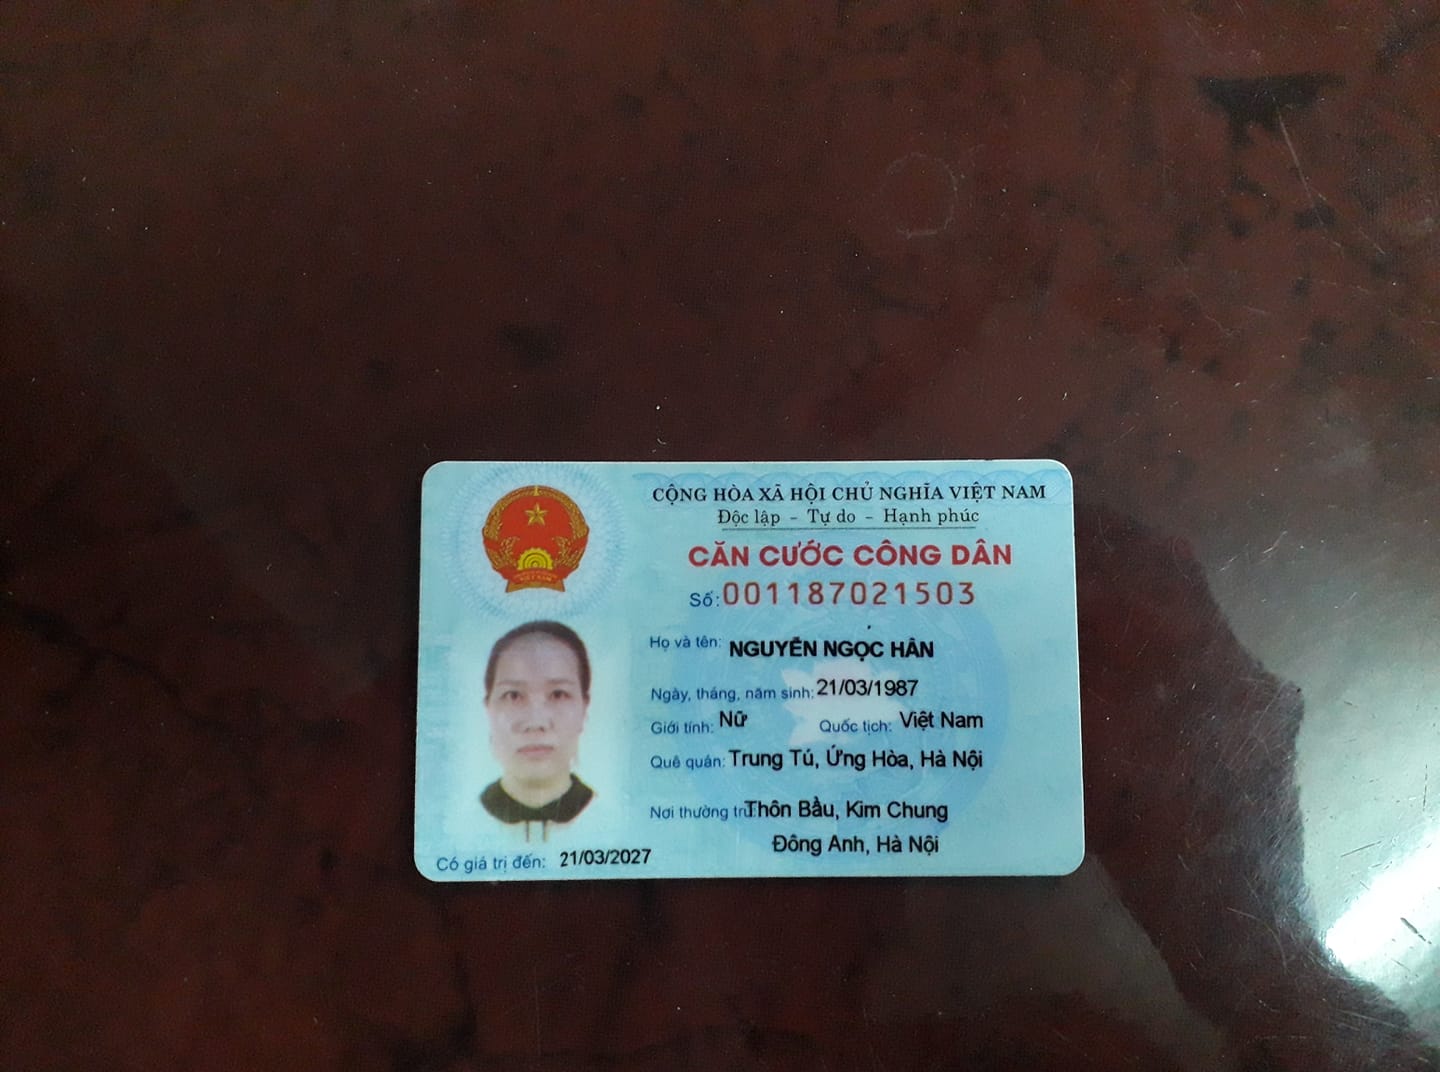 CỘNG HÒA XÃ HỘI CHỦ NGHĨA VIỆT NAM
Độc lập - Tự do - Hạnh phúc
CĂN CƯỚC CÔNG DÂN
Số: 001187021503
Họ và tên: NGUYỄN NGỌC HÂN
Ngày, tháng, năm sinh: 21/03/1987
Giới tính: Nữ Quốc tịch: Việt Nam
Quê quán: Trung Tú, Ứng Hòa, Hà Nội
Nơi thường trú: Thôn Bầu, Kim Chung
Đông Anh, Hà Nội
Có giá trị đến: 21/03/2027
VIỆT NAM